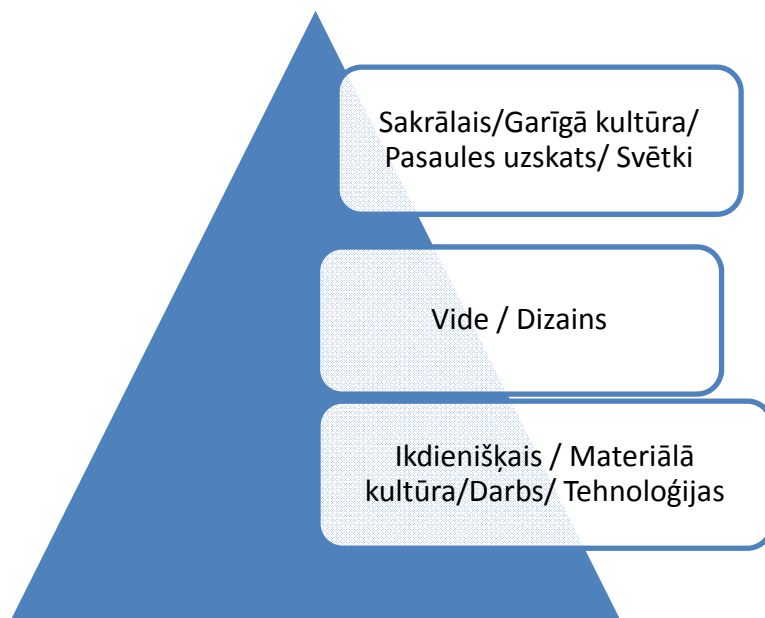 Sakrālais/Garīgā kultūra/
Pasaules uzskats/ Svētki
Vide / Dizains
Ikdienišķais / Materiālā
kultūra/Darbs/ Tehnoloģijas